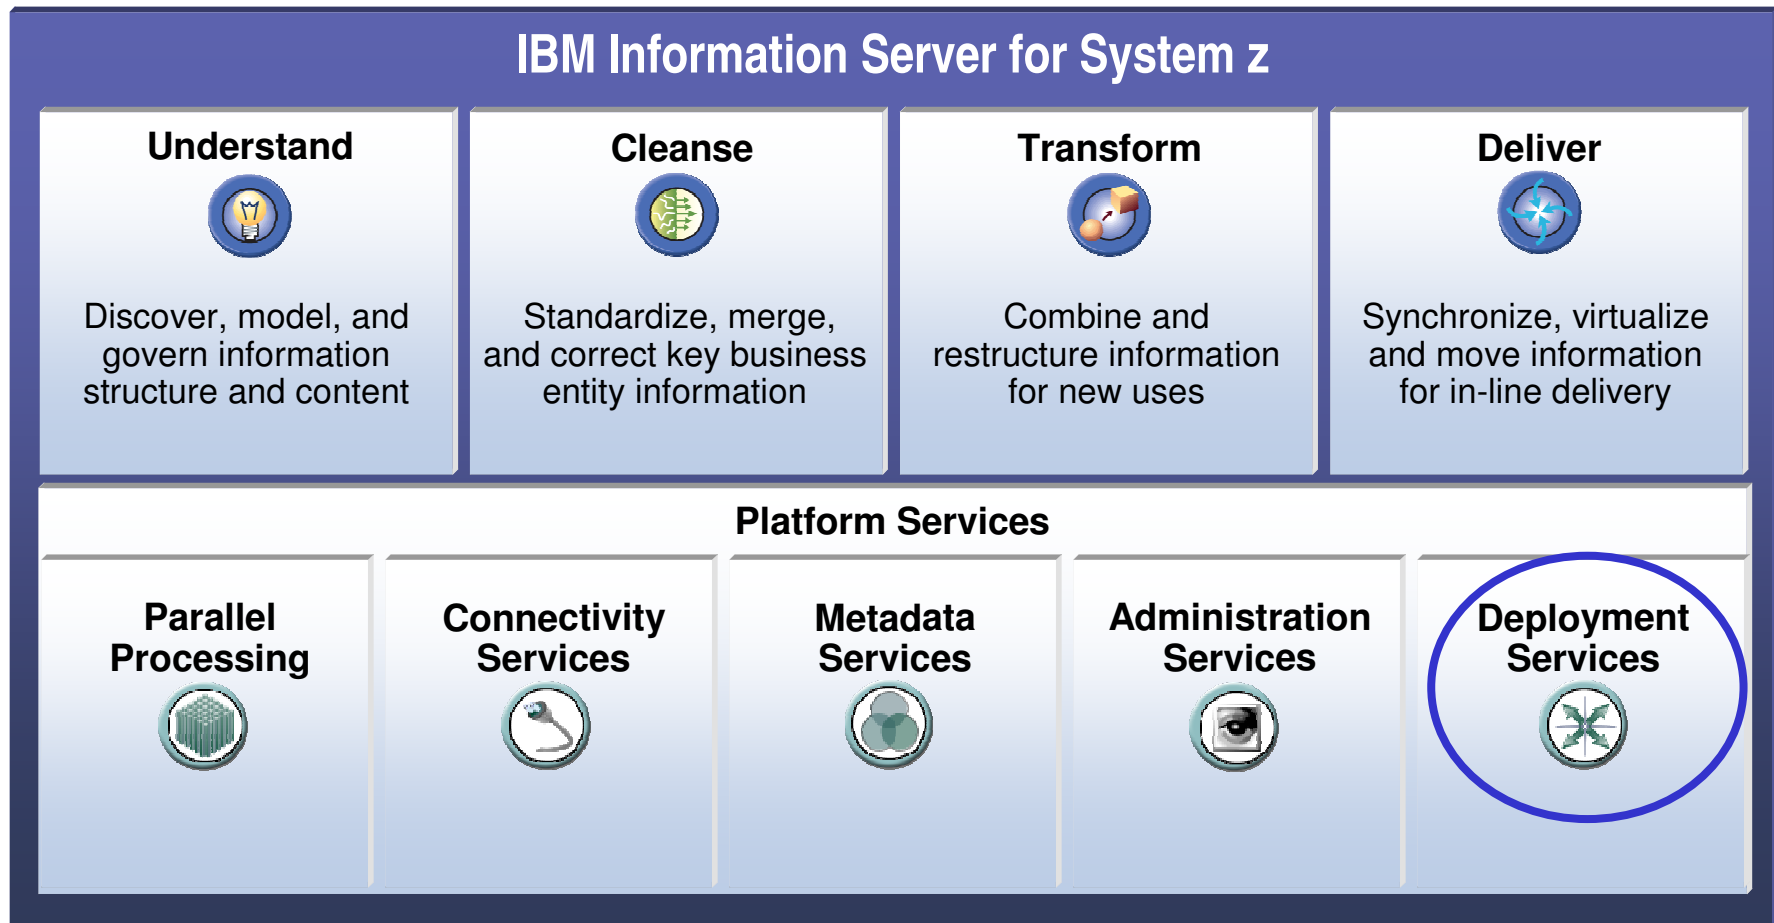 IBM Information Server for System z
Understand
Discover, model, and
govern information
structure and content
Cleanse
Standardize, merge,
and correct key business
entity information
Transform
Combine and
restructure information
for new uses
Deliver
Synchronize, virtualize
and move information
for in-line delivery
Platform Services
Parallel
Processing
Connectivity
Services
Metadata
Services
Administration
Services
Deployment
Services